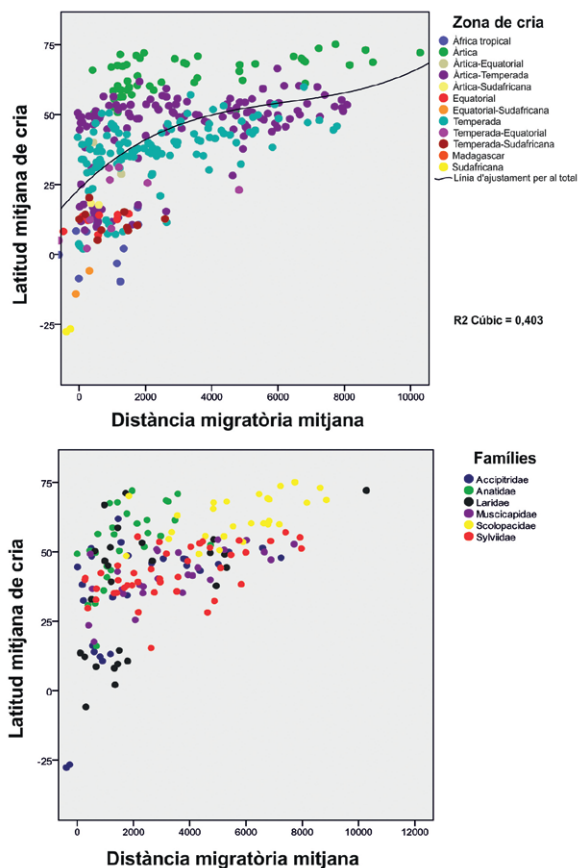 Zona de cria
Àfrica tropical
Àrtica
Àrtica-Equatorial
Àrtica-Temperada
Àrtica-Sudafricana
Equatorial
Equatorial-Sudafricana
Temperada
Temperada-Equatorial
Temperada-Sudafricana
Madagascar
Sudafricana
Línia d'ajustament per al total
R2 Cúbic = 0,403
Latitud mitjana de cria
75
50
25
0
-25
0 2000 4000 6000 8000 10000
Distància migratòria mitjana
Famílies
Accipitridae
Anatidae
Laridae
Muscicapidae
Scolopacidae
Sylviidae
Latitud mitjana de cria
75
50
25
0
-25
0 2000 4000 6000 8000 10000 12000
Distància migratòria mitjana